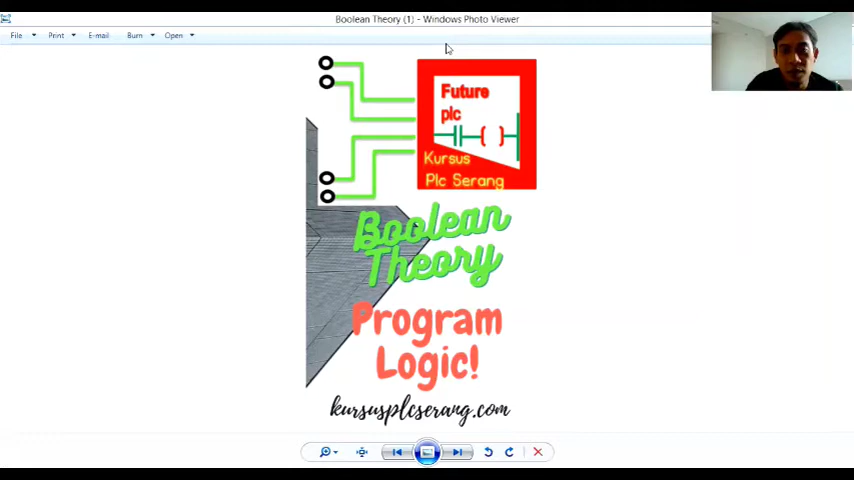 Boolean Theory (1) - Windows Photo Viewer
File Print E-mail Burn Open
Future
plc
Kursus
Plc Serang
Boolean
Theory
Program
Logic!
kursusplcserang.com